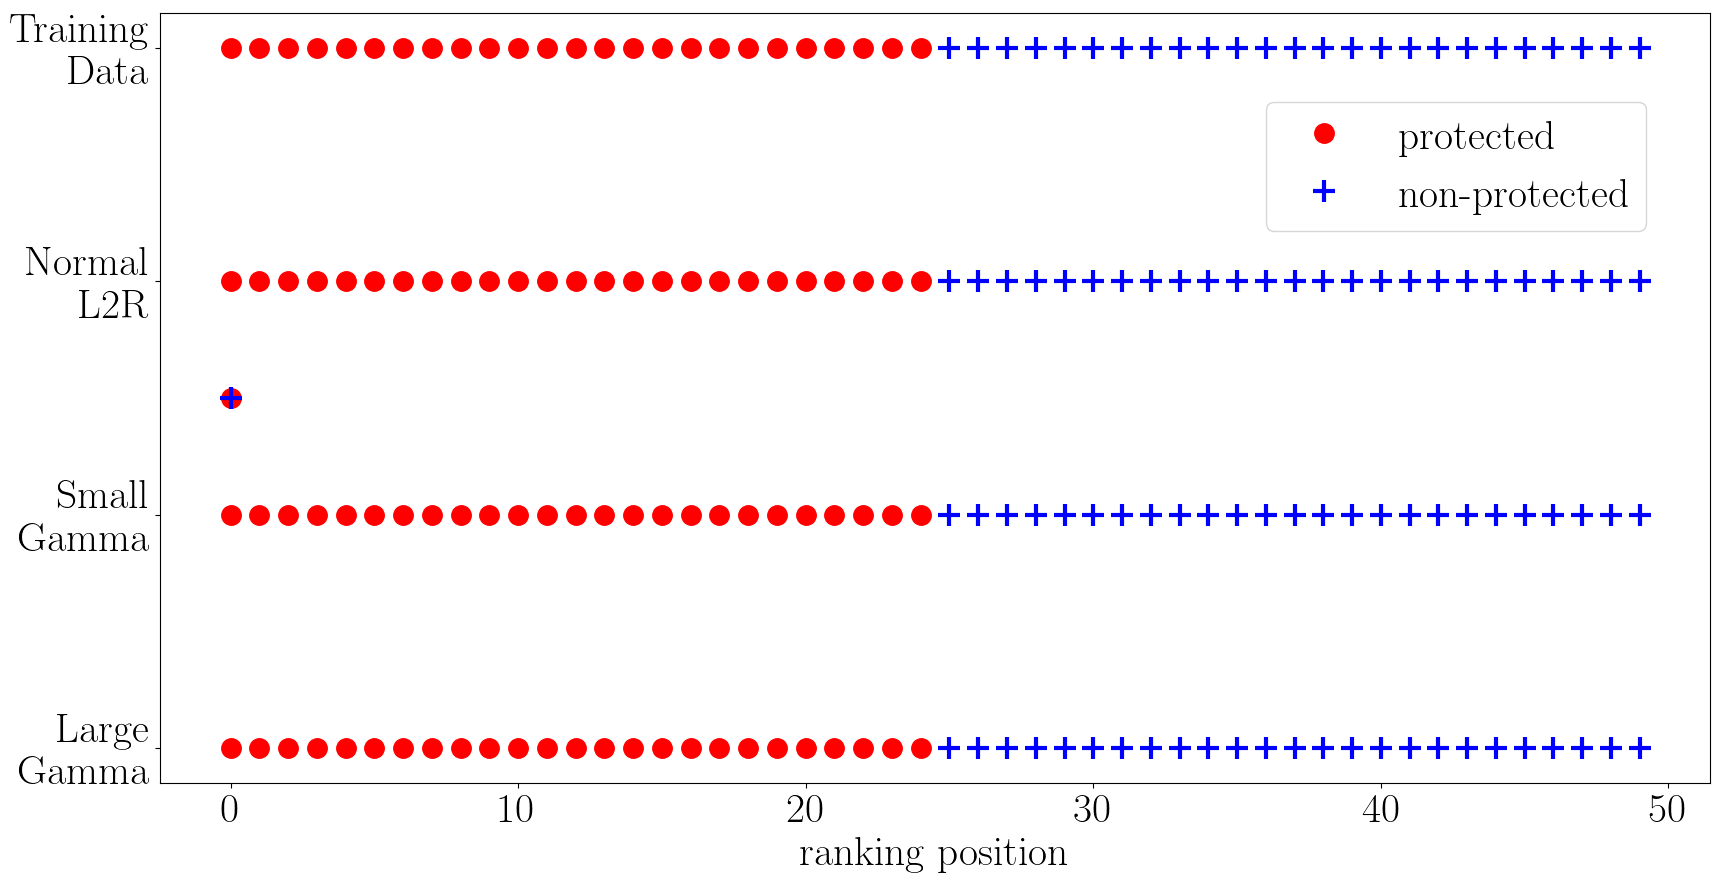 Training
Data
protected
non-protected
Normal
L2R
Small
Gamma
Large
Gamma
0 10 20 30 40 50
ranking position